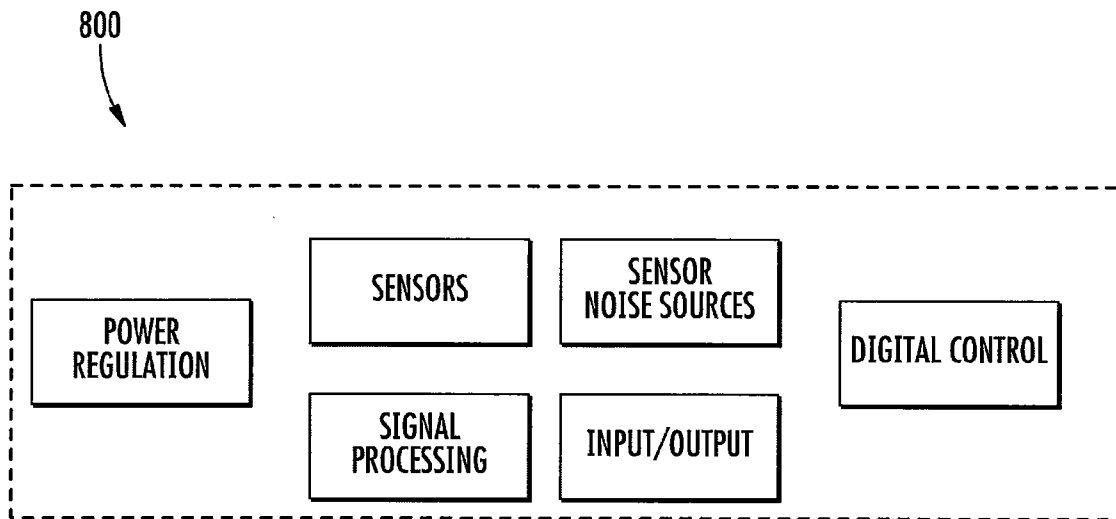 800
SENSORS
SENSOR
NOISE SOURCES
POWER
REGULATION
DIGITAL CONTROL
SIGNAL
PROCESSING
INPUT/OUTPUT